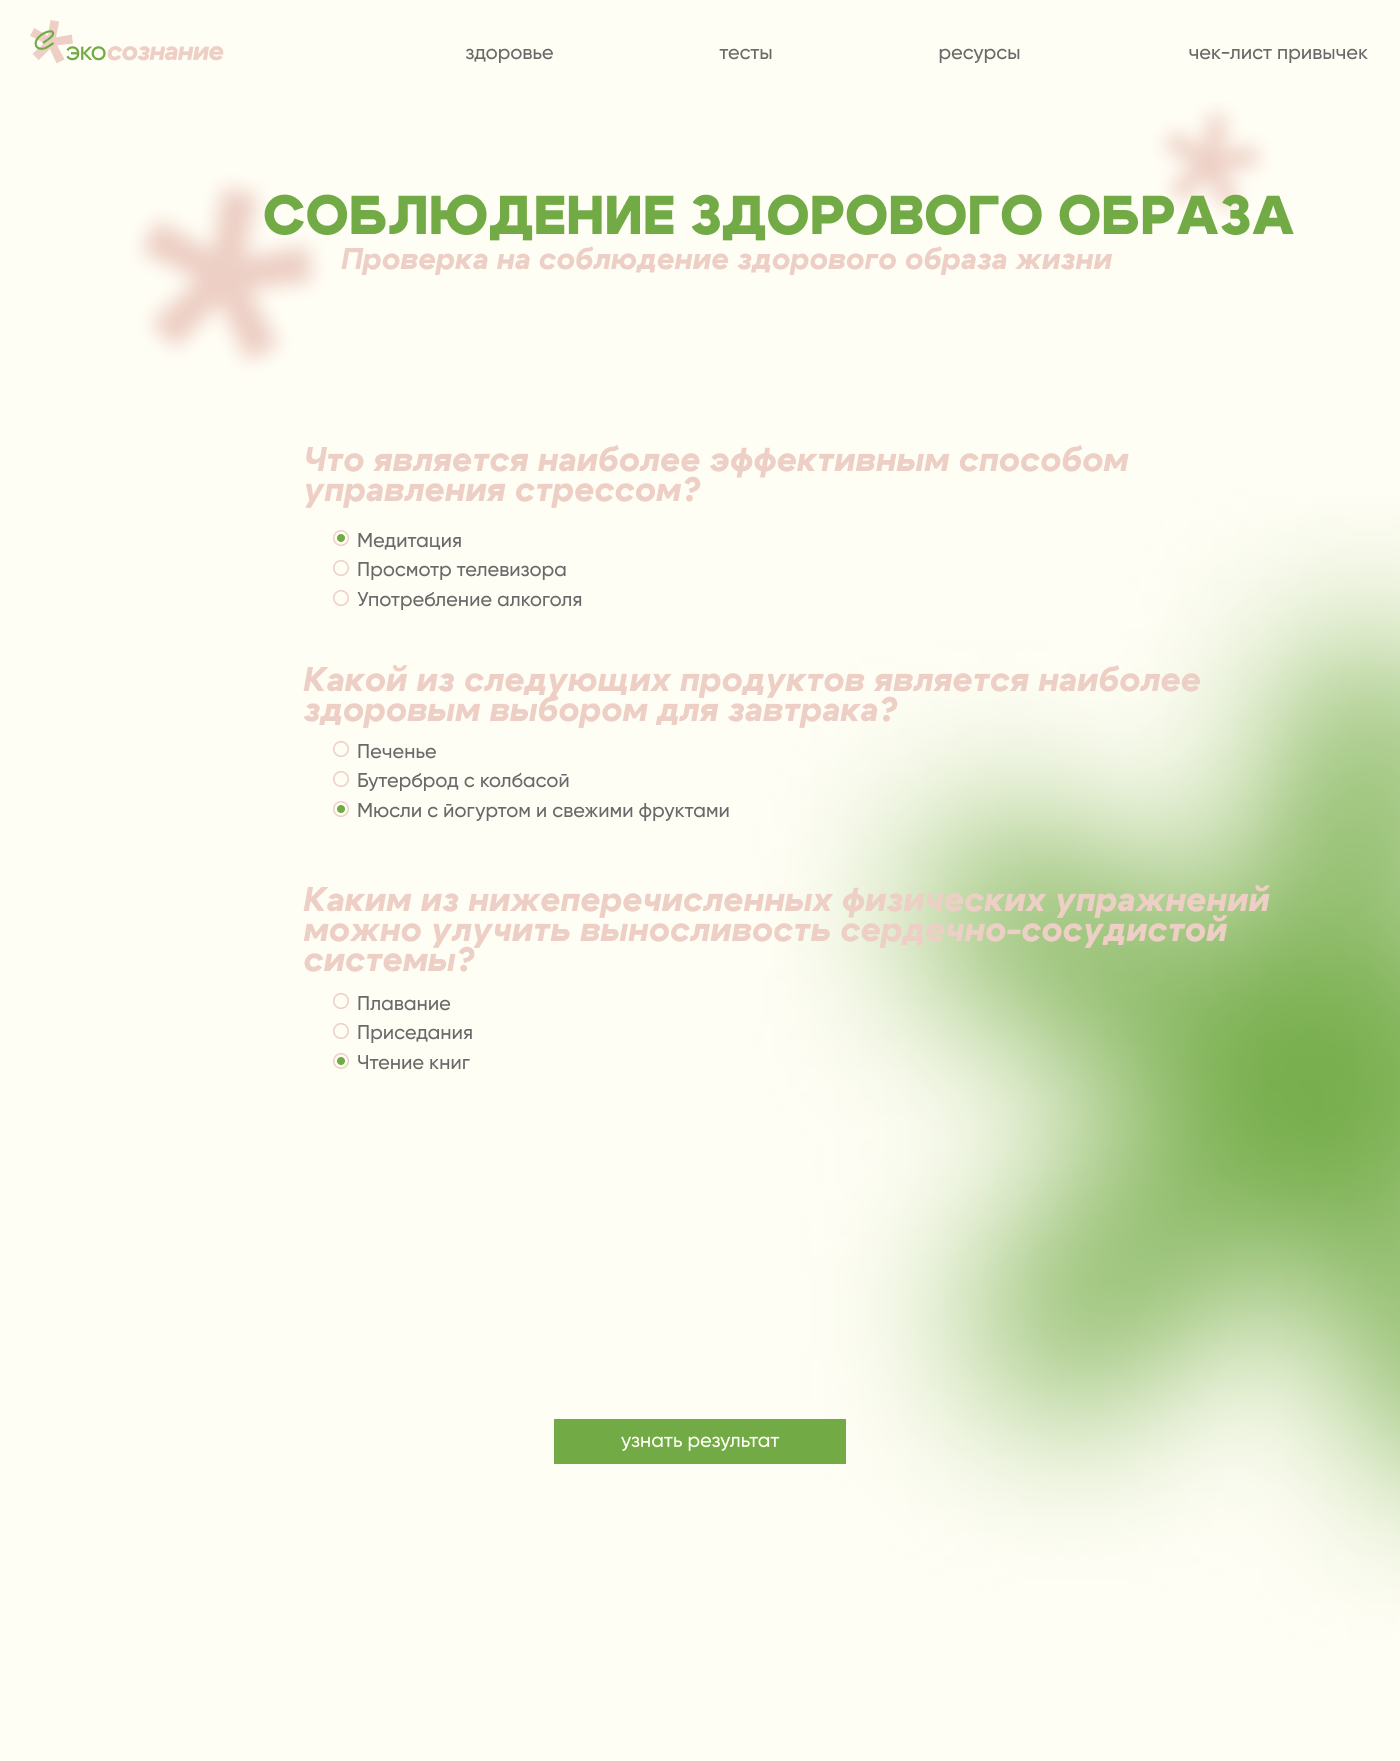 экосознание
здоровье
тесты
ресурсы
чек-лист привычек
СОБЛЮДЕНИЕ ЗДОРОВОГО ОБРАЗА
Проверка на соблюдение здорового образа жизни
Что является наиболее эффективным способом
управления стрессом?
Медитация
Просмотр телевизора
Употребление алкоголя
Какой из следующих продуктов является наиболее
здоровым выбором для завтрака?
Печенье
Бутерброд с колбасой
Мюсли с йогуртом и свежими фруктами
Каким из нижеперечисленных физических упражнений
можно улучить выносливость сердечно-сосудистой
системы?
Плавание
Приседания
Чтение книг
узнать результат